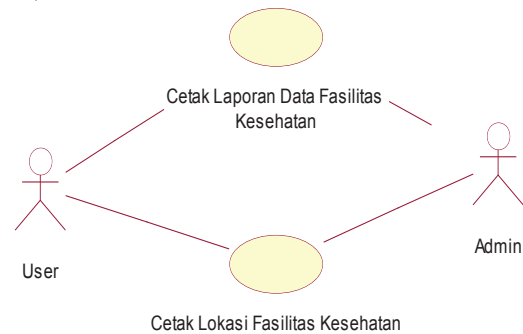 Cetak Laporan Data Fasilitas
Kesehatan
User
Admin
Cetak Lokasi Fasilitas Kesehatan